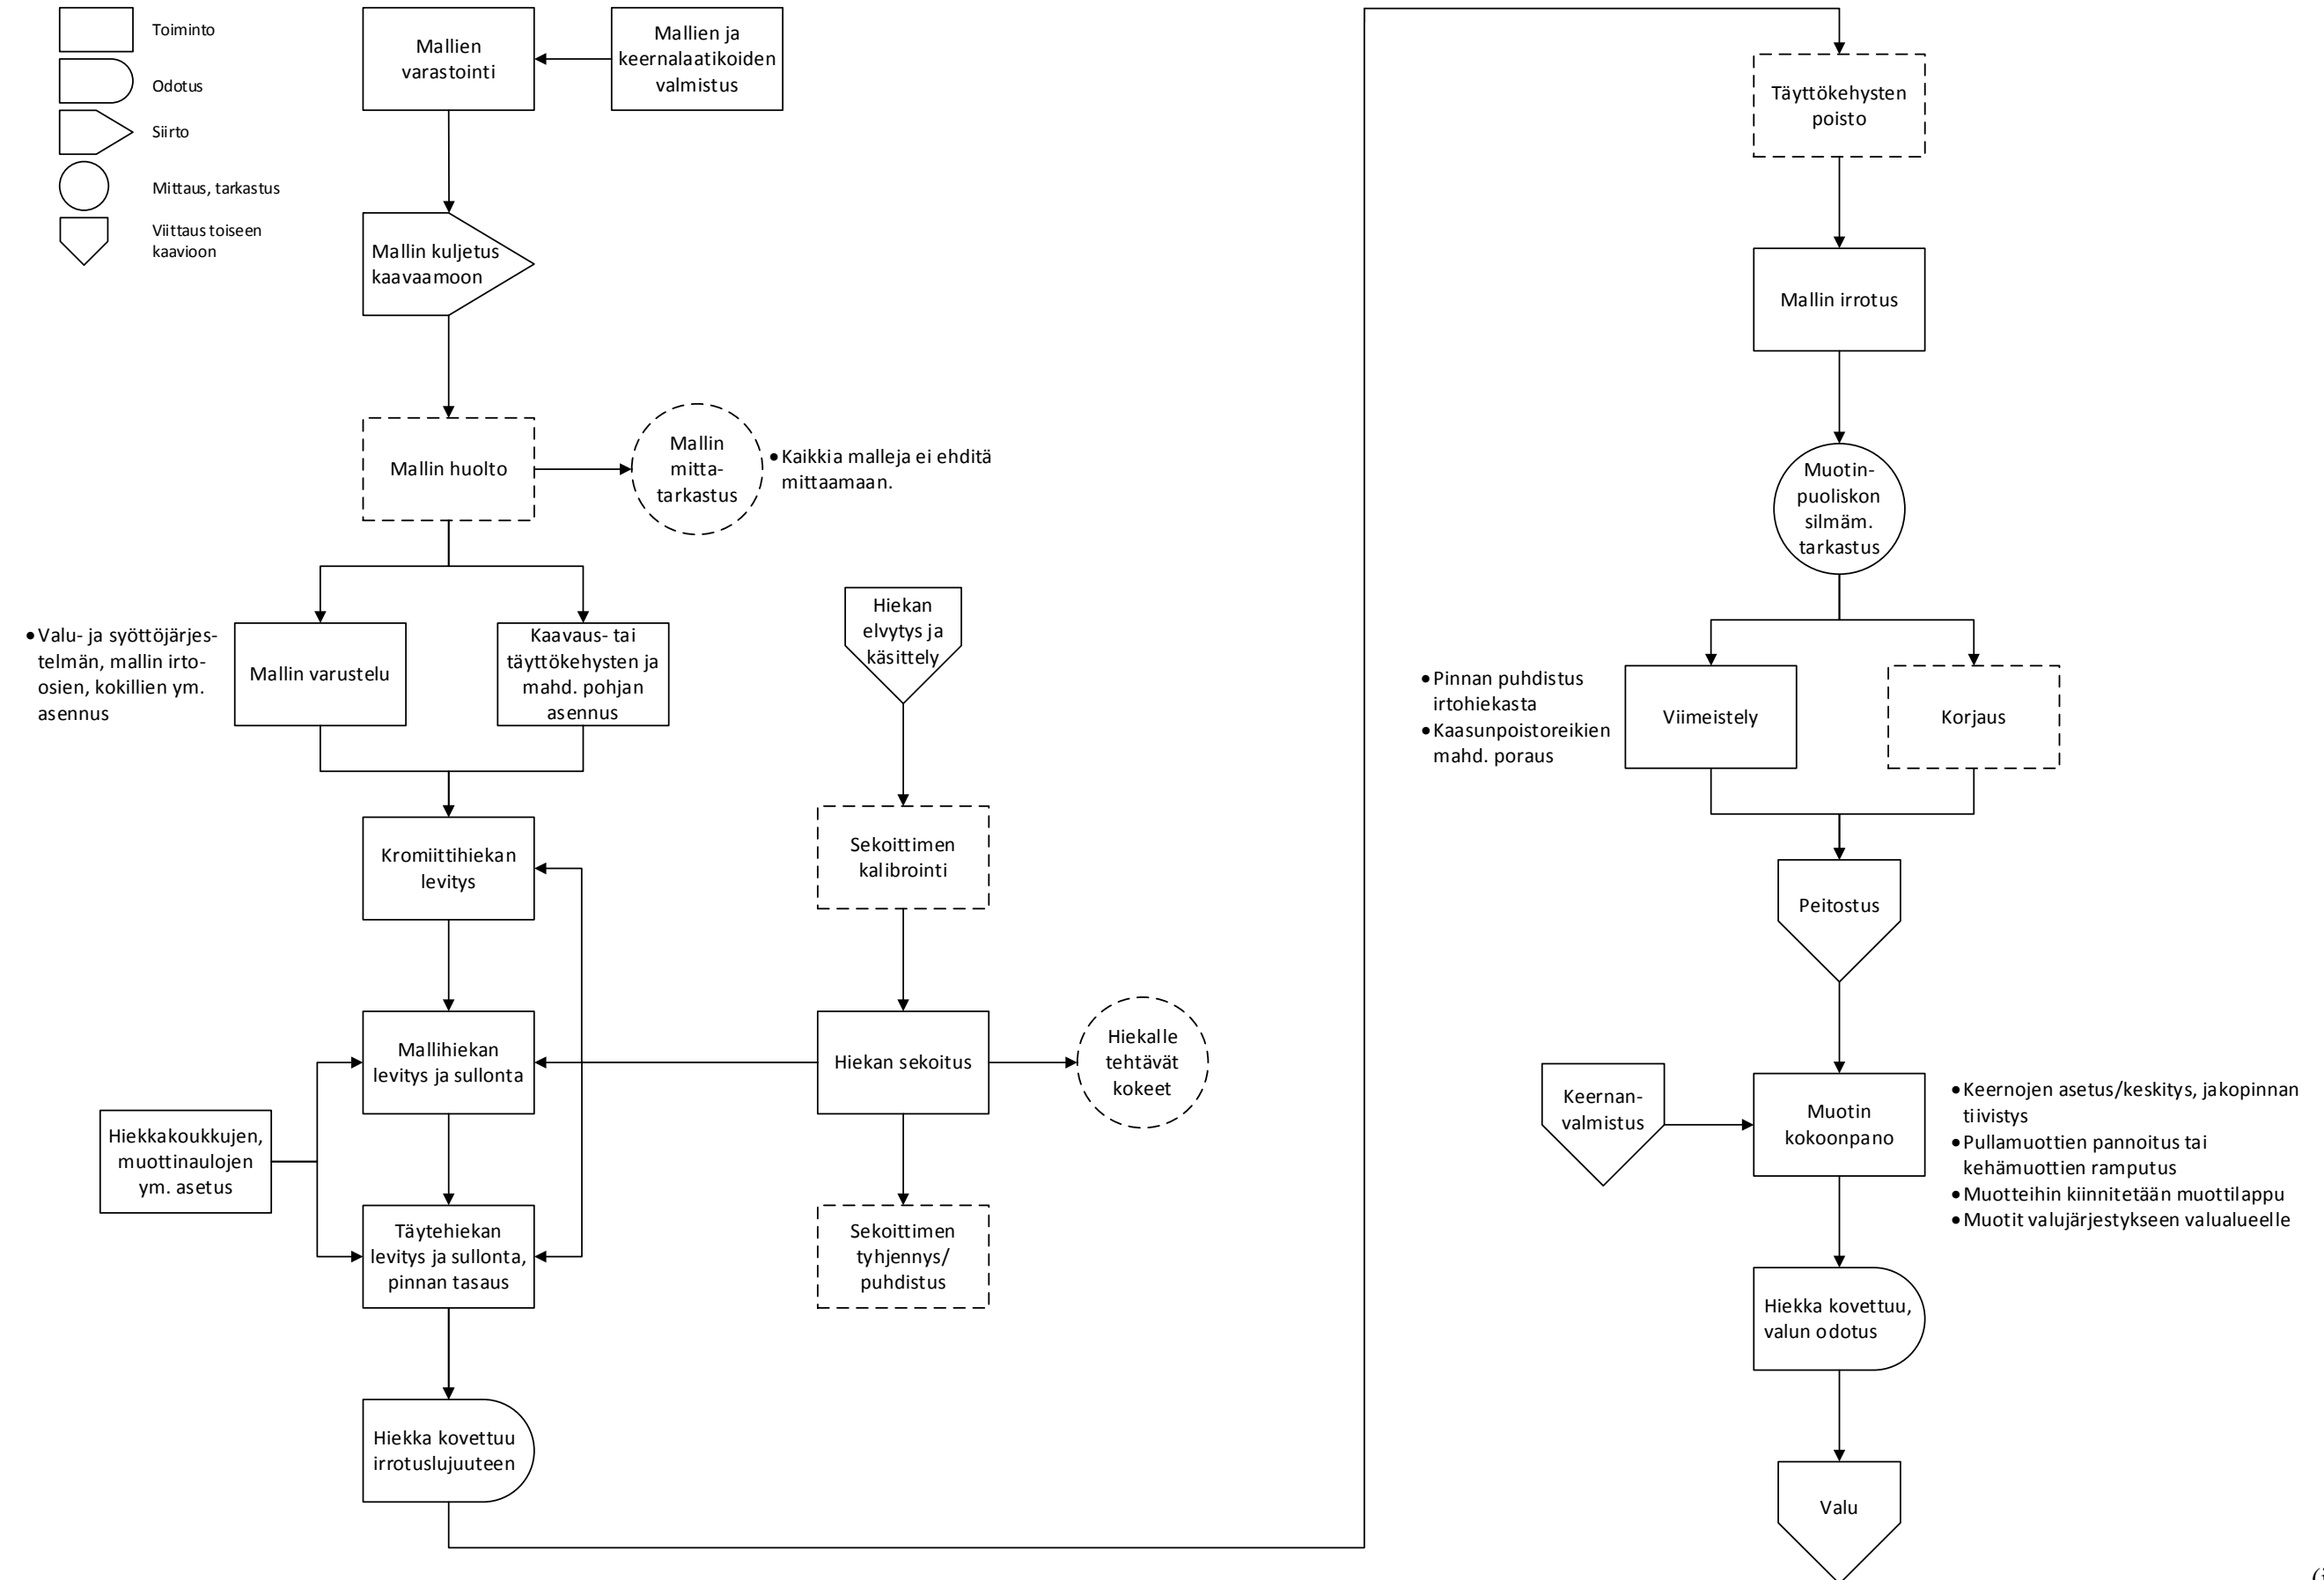 Toiminto
Odotus
Siirto
Mittaus, tarkastus
Viittaus toiseen
kaavioon
Mallien
varastointi
Mallien ja
keernalaatikoiden
valmistus
Mallin kuljetus
kaavaamoon
Mallin huolto
Mallin
mitta-
tarkastus
• Kaikkia malleja ei ehditä
mittaamaan.
• Valu- ja syöttöjärjes-
telmän, mallin irto-
osien, kokillien ym.
asennus
Mallin varustelu
Kaavaus- tai
täyttökehysten ja
mahd. pohjan
asennus
Hiekan
elvytys ja
käsittely
Kromiittihiekan
levitys
Sekoittimen
kalibrointi
Mallihiekan
levitys ja sullonta
Hiekan sekoitus
Hiekalle
tehtävät
kokeet
Hiekkakoukkujen,
muottinaulojen
ym. asetus
Täytehiekan
levitys ja sullonta,
pinnan tasaus
Sekoittimen
tyhjennys/
puhdistus
Hiekka kovettuu
irrotuslujuuteen
Täyttökehysten
poisto
Mallin irrotus
Muotin-
puoliskon
silmäm.
tarkastus
• Pinnan puhdistus
irtohiekasta
• Kaasunpoistoreikien
mahd. poraus
Viimeistely
Korjaus
Peitostus
Keernan-
valmistus
Muotin
kokoonpano
• Keernojen asetus/keskitys, jakopinnan
tiivistys
• Pullamuottien pannoitus tai
kehämuottien ramputus
• Muotteihin kiinnitetään muottilappu
• Muotit valujärjestykseen valualueelle
Hiekka kovettuu,
valun odotus
Valu